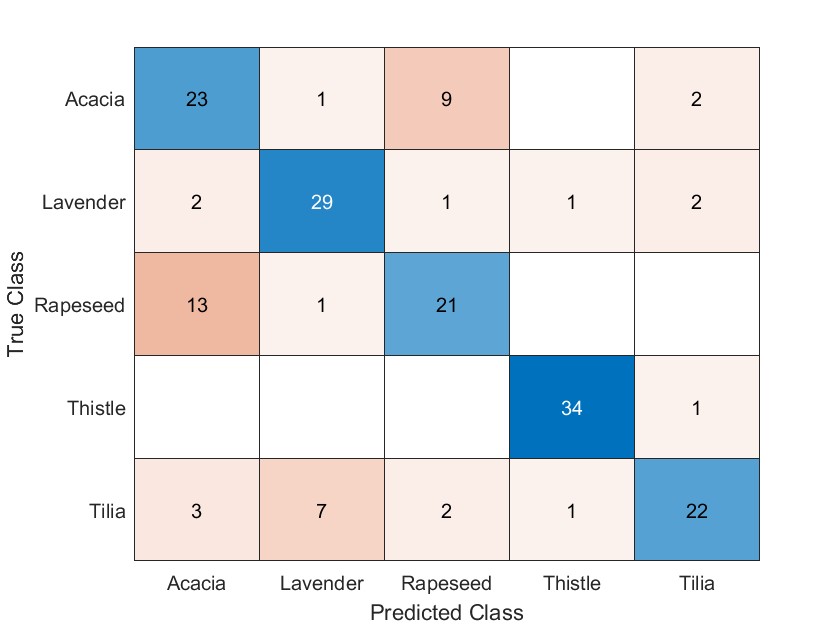 Acacia 23 1 9 2
Lavender 2 29 1 1 2
Rapeseed 13 1 21
Thistle 34 1
Tilia 3 7 2 1 22
Acacia Lavender Rapeseed Thistle Tilia
Predicted Class
True Class